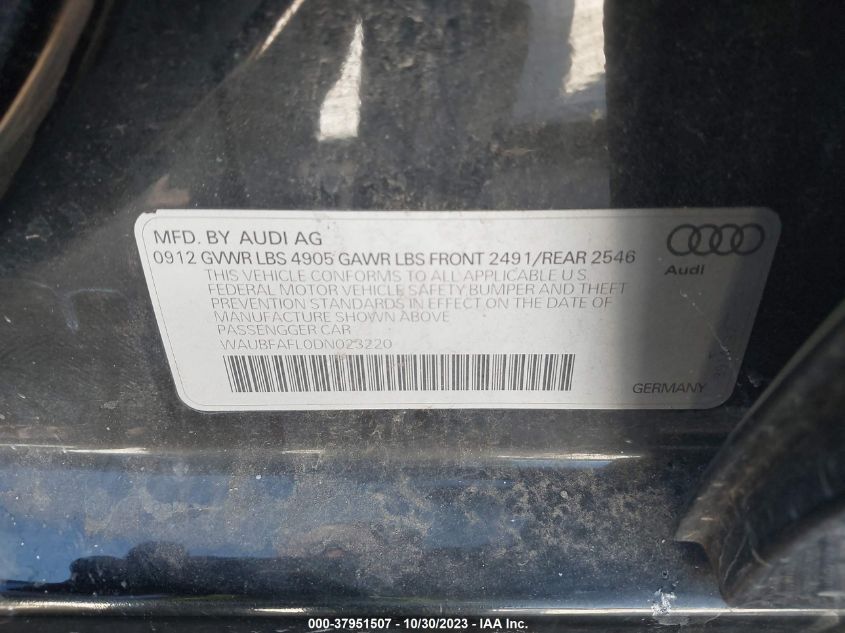 MFD. BY AUDI AG
0912 GVWR LBS 4905 GAWR LBS FRONT 2491/REAR 2546
THIS VEHICLE CONFORMS TO ALL APPLICABLE U S
FEDERAL MOTOR VEHICLE SAFETY BUMPER AND THEFT
PREVENTION STANDARDS IN EFFECT ON THE DATE OF
MANUFACTURE SHOWN ABOVE
PASSENGGER CAR
WAUBFAFL0DN023220
Audi
GERMANY
000-37951507 - 10/30/2023 - IAA Inc.